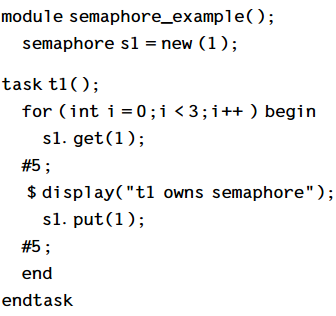 module semaphore_example();
semaphore s1 = new (1);
task t1();
for (int i = 0; i < 3; i++ ) begin
s1. get(1);
#5;
$ display("t1 owns semaphore");
s1. put(1);
#5;
end
endtask